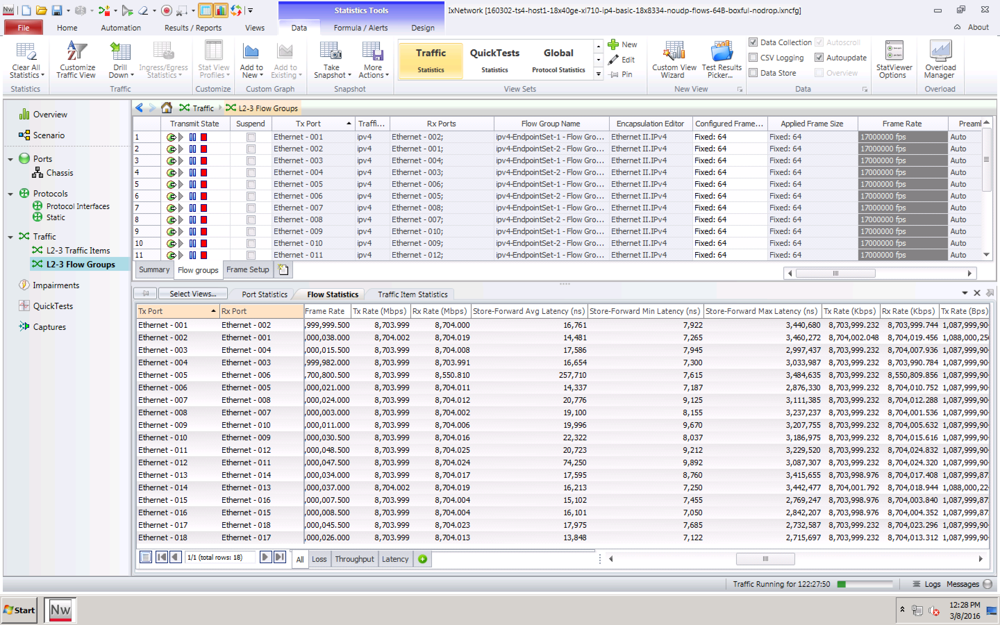 Nw
Statistics Tools
IxNetwork [160302-ts4-host1-18x40ge-xl710-ip4-basic-18x8334-noudp-flows-64B-boxful-nodrop.ixncfg]
File Home Automation Results / Reports Views Data Formula / Alerts Design About
Clear All Statistics
Customize Traffic View
Drill Down
Ingress/Egress Statistics
Stat View Profiles
Add to New
Add to Existing
Take Snapshot
More Actions
Traffic Statistics
QuickTests Statistics
Global Protocol Statistics
New
Edit
Pin
Custom View Wizard
Test Results Picker...
Data Collection Autoscroll
CSV Logging Autoupdate
Data Store Overview
StatViewer Options
Overload Manager
Statistics Traffic Customize Custom Graph Snapshot View Sets New View Data Overload
Overview
Scenario
Ports
Chassis
Protocols
Protocol Interfaces
Static
Traffic
L2-3 Traffic Items
L2-3 Flow Groups
Impairments
QuickTests
Captures
Traffic L2-3 Flow Groups
Transmit State Suspend Tx Port Traffi... Rx Ports Flow Group Name Encapsulation Editor Configured Frame... Applied Frame Size Frame Rate Preaml
1 Ethernet - 001 ipv4 Ethernet - 002; ipv4-EndpointSet-1 - Flow Gro... Ethernet II.IPv4 Fixed: 64 Fixed: 64 17000000 fps Auto
2 Ethernet - 002 ipv4 Ethernet - 001; ipv4-EndpointSet-2 - Flow Gro... Ethernet II.IPv4 Fixed: 64 Fixed: 64 17000000 fps Auto
3 Ethernet - 003 ipv4 Ethernet - 004; ipv4-EndpointSet-1 - Flow Gro... Ethernet II.IPv4 Fixed: 64 Fixed: 64 17000000 fps Auto
4 Ethernet - 004 ipv4 Ethernet - 003; ipv4-EndpointSet-2 - Flow Gro... Ethernet II.IPv4 Fixed: 64 Fixed: 64 17000000 fps Auto
5 Ethernet - 005 ipv4 Ethernet - 006; ipv4-EndpointSet-1 - Flow Gro... Ethernet II.IPv4 Fixed: 64 Fixed: 64 17000000 fps Auto
6 Ethernet - 006 ipv4 Ethernet - 005; ipv4-EndpointSet-2 - Flow Gro... Ethernet II.IPv4 Fixed: 64 Fixed: 64 17000000 fps Auto
7 Ethernet - 007 ipv4 Ethernet - 008; ipv4-EndpointSet-1 - Flow Gro... Ethernet II.IPv4 Fixed: 64 Fixed: 64 17000000 fps Auto
8 Ethernet - 008 ipv4 Ethernet - 007; ipv4-EndpointSet-2 - Flow Gro... Ethernet II.IPv4 Fixed: 64 Fixed: 64 17000000 fps Auto
9 Ethernet - 009 ipv4 Ethernet - 010; ipv4-EndpointSet-1 - Flow Gro... Ethernet II.IPv4 Fixed: 64 Fixed: 64 17000000 fps Auto
10 Ethernet - 010 ipv4 Ethernet - 009; ipv4-EndpointSet-2 - Flow Gro... Ethernet II.IPv4 Fixed: 64 Fixed: 64 17000000 fps Auto
11 Ethernet - 011 ipv4 Ethernet - 012; ipv4-EndpointSet-1 - Flow Gro... Ethernet II.IPv4 Fixed: 64 Fixed: 64 17000000 fps Auto
Summary Flow groups Frame Setup
Select Views... Port Statistics Flow Statistics Traffic Item Statistics
Tx Port Rx Port Frame Rate Tx Rate (Mbps) Rx Rate (Mbps) Store-Forward Avg Latency (ns) Store-Forward Min Latency (ns) Store-Forward Max Latency (ns) Tx Rate (Kbps) Rx Rate (Kbps) Tx Rate (Bps)
Ethernet - 001 Ethernet - 002 ,999,999.500 8,703.999 8,704.000 16,761 7,922 3,440,680 8,703,999.232 8,703,999.744 1,087,999,90
Ethernet - 002 Ethernet - 001 ,000,038.000 8,704.002 8,704.019 14,481 7,265 3,460,272 8,704,002.048 8,704,019.456 1,088,000,25
Ethernet - 003 Ethernet - 004 ,000,015.500 8,703.999 8,704.008 17,586 7,945 2,997,437 8,703,999.232 8,704,007.936 1,087,999,90
Ethernet - 004 Ethernet - 003 ,999,982.000 8,703.999 8,703.991 16,654 7,300 3,033,987 8,703,999.232 8,703,990.784 1,087,999,90
Ethernet - 005 Ethernet - 006 ,700,800.500 8,703.999 8,550.810 257,710 7,615 3,484,635 8,703,999.232 8,550,809.856 1,087,999,90
Ethernet - 006 Ethernet - 005 ,000,021.000 8,703.999 8,704.011 14,337 7,187 2,876,330 8,703,999.232 8,704,010.752 1,087,999,90
Ethernet - 007 Ethernet - 008 ,000,024.000 8,703.999 8,704.012 20,776 9,125 3,111,385 8,703,999.232 8,704,012.288 1,087,999,90
Ethernet - 008 Ethernet - 007 ,000,003.000 8,703.999 8,704.002 19,100 8,155 3,237,237 8,703,999.232 8,704,001.536 1,087,999,90
Ethernet - 009 Ethernet - 010 ,000,011.000 8,703.999 8,704.006 19,996 9,670 3,207,755 8,703,999.232 8,704,005.632 1,087,999,90
Ethernet - 010 Ethernet - 009 ,000,030.500 8,703.999 8,704.016 22,322 8,037 3,186,975 8,703,999.232 8,704,015.616 1,087,999,90
Ethernet - 011 Ethernet - 012 ,000,048.500 8,703.999 8,704.025 20,723 9,212 3,229,520 8,703,999.232 8,704,024.832 1,087,999,90
Ethernet - 012 Ethernet - 011 ,000,047.500 8,703.999 8,704.024 74,250 9,892 3,087,307 8,703,999.232 8,704,024.320 1,087,999,90
Ethernet - 013 Ethernet - 014 ,000,034.000 8,703.999 8,704.017 17,595 8,760 3,415,655 8,703,998.976 8,704,017.408 1,087,999,87
Ethernet - 014 Ethernet - 013 ,000,037.000 8,704.002 8,704.019 16,213 7,250 3,442,477 8,704,001.792 8,704,018.944 1,088,000,22
Ethernet - 015 Ethernet - 016 ,000,007.500 8,703.999 8,704.004 15,102 7,455 2,769,247 8,703,998.976 8,704,003.840 1,087,999,87
Ethernet - 016 Ethernet - 015 ,000,008.500 8,703.999 8,704.004 16,101 7,050 2,842,207 8,703,998.976 8,704,004.352 1,087,999,87
Ethernet - 017 Ethernet - 018 ,000,045.500 8,703.999 8,704.023 17,975 7,685 2,732,587 8,703,999.232 8,704,023.296 1,087,999,90
Ethernet - 018 Ethernet - 017 ,000,026.000 8,703.999 8,704.013 13,848 7,122 2,715,697 8,703,999.232 8,704,013.312 1,087,999,90
1/1 (total rows: 18) All Loss Throughput Latency
Traffic Running for 122:27:50 Logs Messages
Start Nw 12:28 PM
3/8/2016